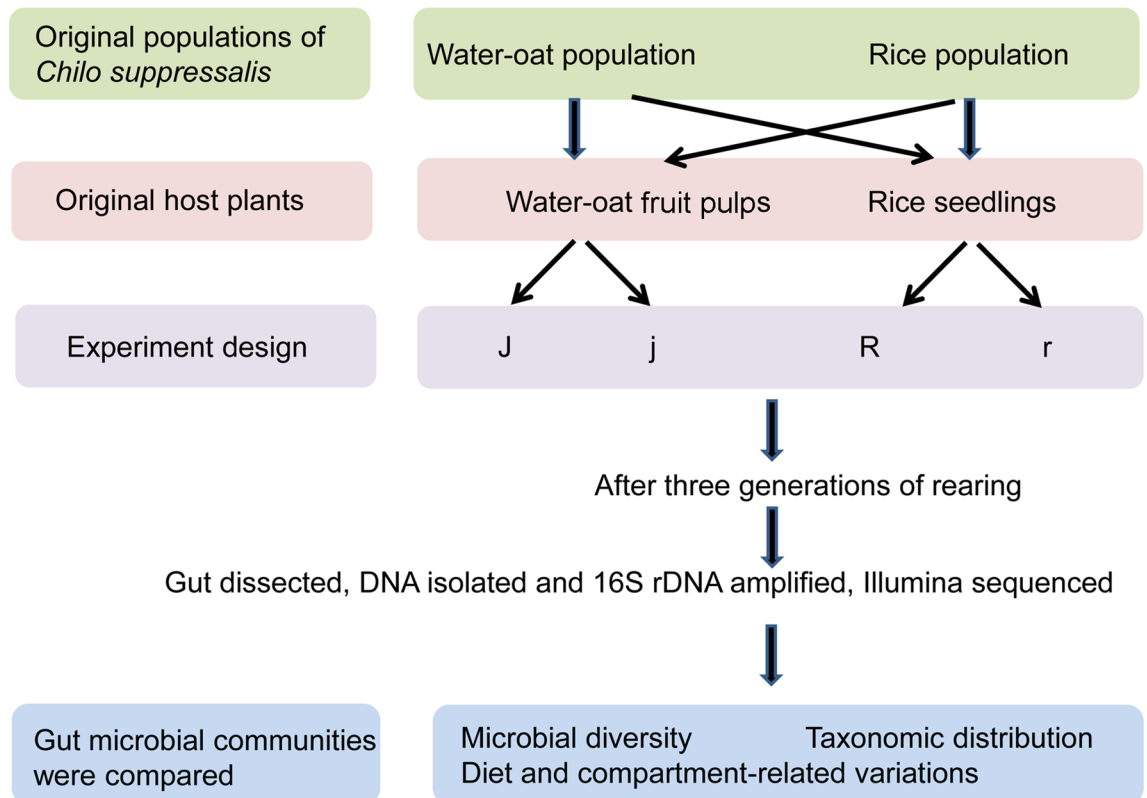 Original populations of
Chilo suppressalis
Water-oat population
Rice population
Original host plants
Water-oat fruit pulps
Rice seedlings
Experiment design
J
j
R
r
After three generations of rearing
Gut dissected, DNA isolated and 16S rDNA amplified, Illumina sequenced
Gut microbial communities
were compared
Microbial diversity
Taxonomic distribution
Diet and compartment-related variations